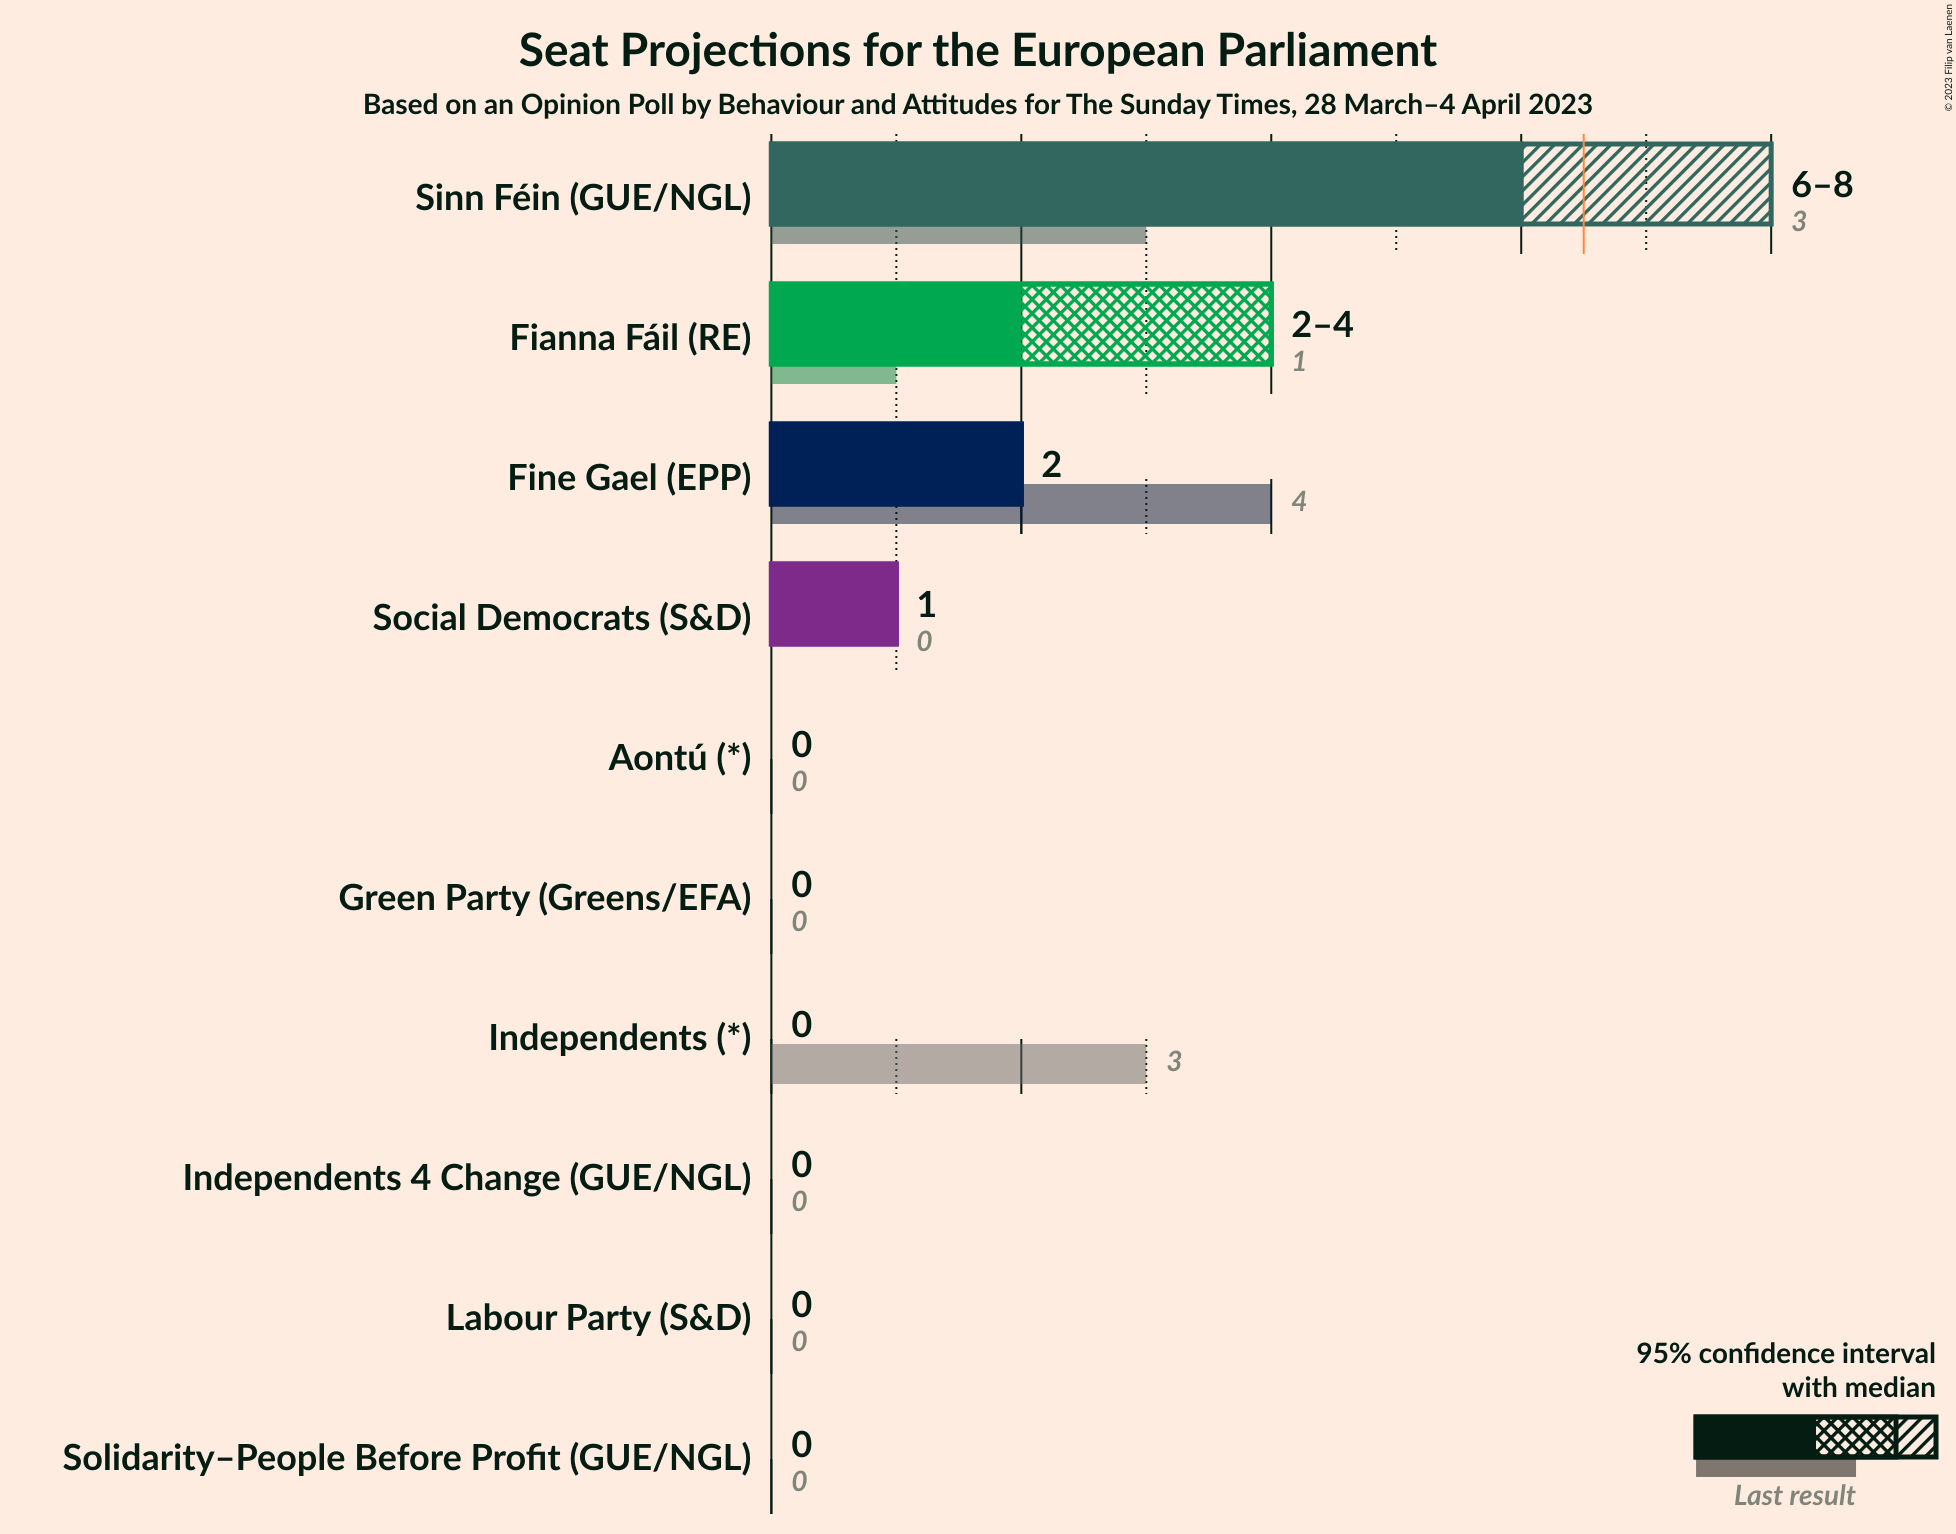 Seat Projections for the European Parliament
Based on an Opinion Poll by Behaviour and Attitudes for The Sunday Times, 28 March–4 April 2023
© 2023 Filip van Laenen
Sinn Féin (GUE/NGL)
6–8
3
Fianna Fáil (RE)
2–4
1
Fine Gael (EPP)
2
4
Social Democrats (S&D)
1
0
Aontú (*)
0
0
Green Party (Greens/EFA)
0
0
Independents (*)
0
3
Independents 4 Change (GUE/NGL)
0
0
Labour Party (S&D)
0
0
Solidarity–People Before Profit (GUE/NGL)
0
0
95% confidence interval
with median
Last result